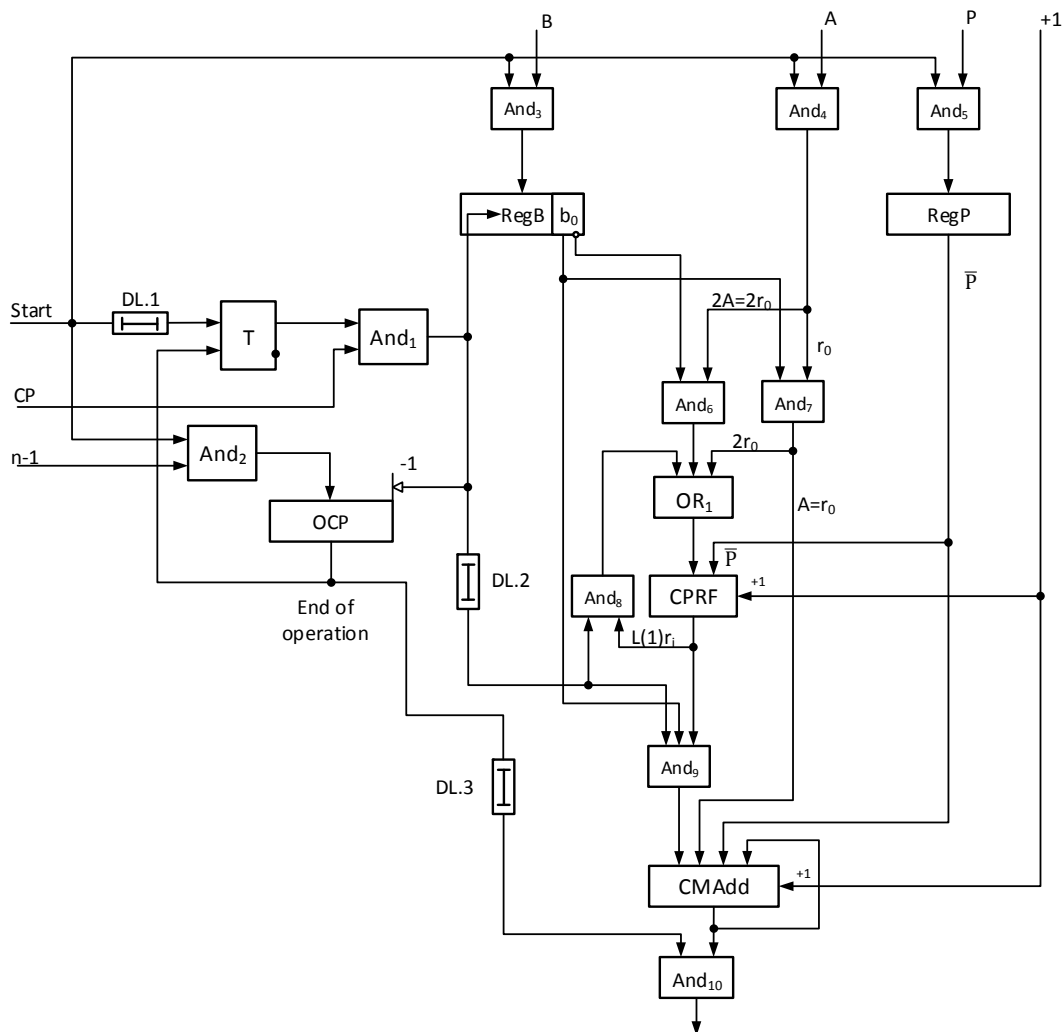 B
A
P
+1
And₃
And₄
And₅
RegB
b₀
RegP
P̅
Start
DL.1
2A=2r₀
T
And₁
r₀
CP
And₆
And₇
n-1
And₂
-1
2r₀
OCP
OR₁
A=r₀
P̅
DL.2
And₈
CPRF
+1
End of
operation
L(1)rᵢ
And₉
DL.3
CMAdd
+1
And₁₀